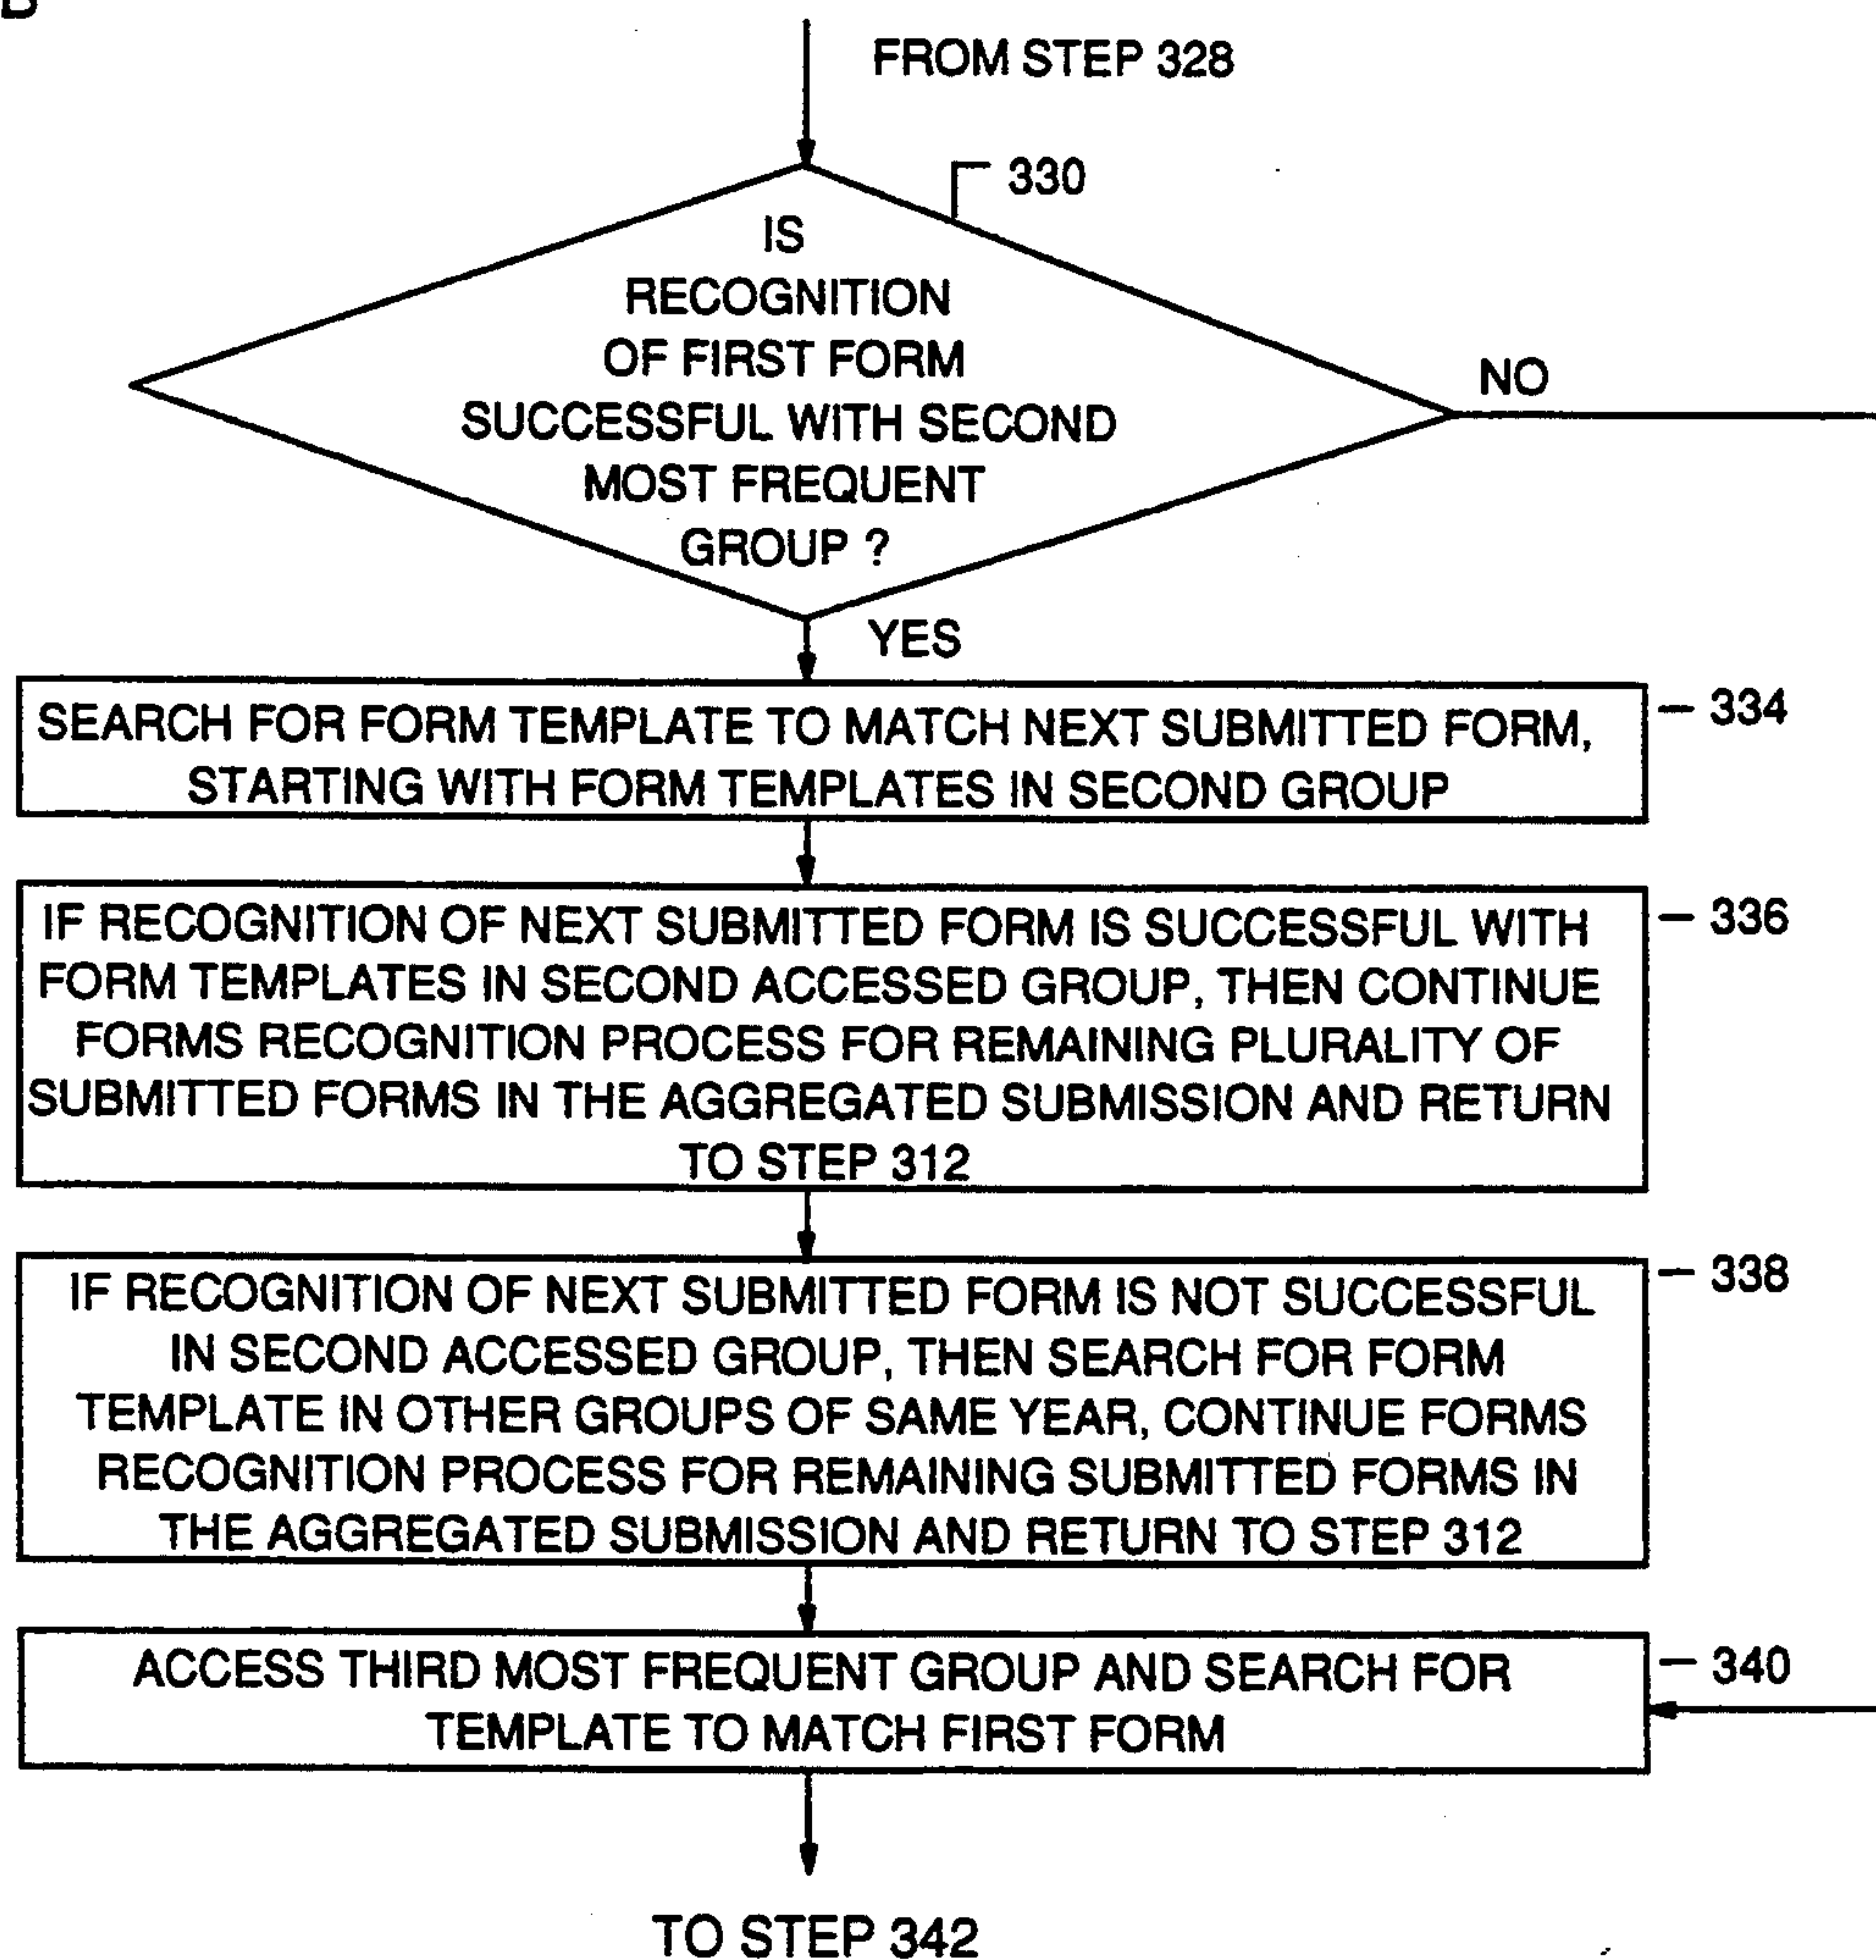 FROM STEP 328
330
IS
RECOGNITION
OF FIRST FORM
SUCCESSFUL WITH SECOND
MOST FREQUENT
GROUP ?
NO
YES
334
SEARCH FOR FORM TEMPLATE TO MATCH NEXT SUBMITTED FORM,
STARTING WITH FORM TEMPLATES IN SECOND GROUP
336
IF RECOGNITION OF NEXT SUBMITTED FORM IS SUCCESSFUL WITH
FORM TEMPLATES IN SECOND ACCESSED GROUP, THEN CONTINUE
FORMS RECOGNITION PROCESS FOR REMAINING PLURALITY OF
SUBMITTED FORMS IN THE AGGREGATED SUBMISSION AND RETURN
TO STEP 312
338
IF RECOGNITION OF NEXT SUBMITTED FORM IS NOT SUCCESSFUL
IN SECOND ACCESSED GROUP, THEN SEARCH FOR FORM
TEMPLATE IN OTHER GROUPS OF SAME YEAR, CONTINUE FORMS
RECOGNITION PROCESS FOR REMAINING SUBMITTED FORMS IN
THE AGGREGATED SUBMISSION AND RETURN TO STEP 312
340
ACCESS THIRD MOST FREQUENT GROUP AND SEARCH FOR
TEMPLATE TO MATCH FIRST FORM
TO STEP 342